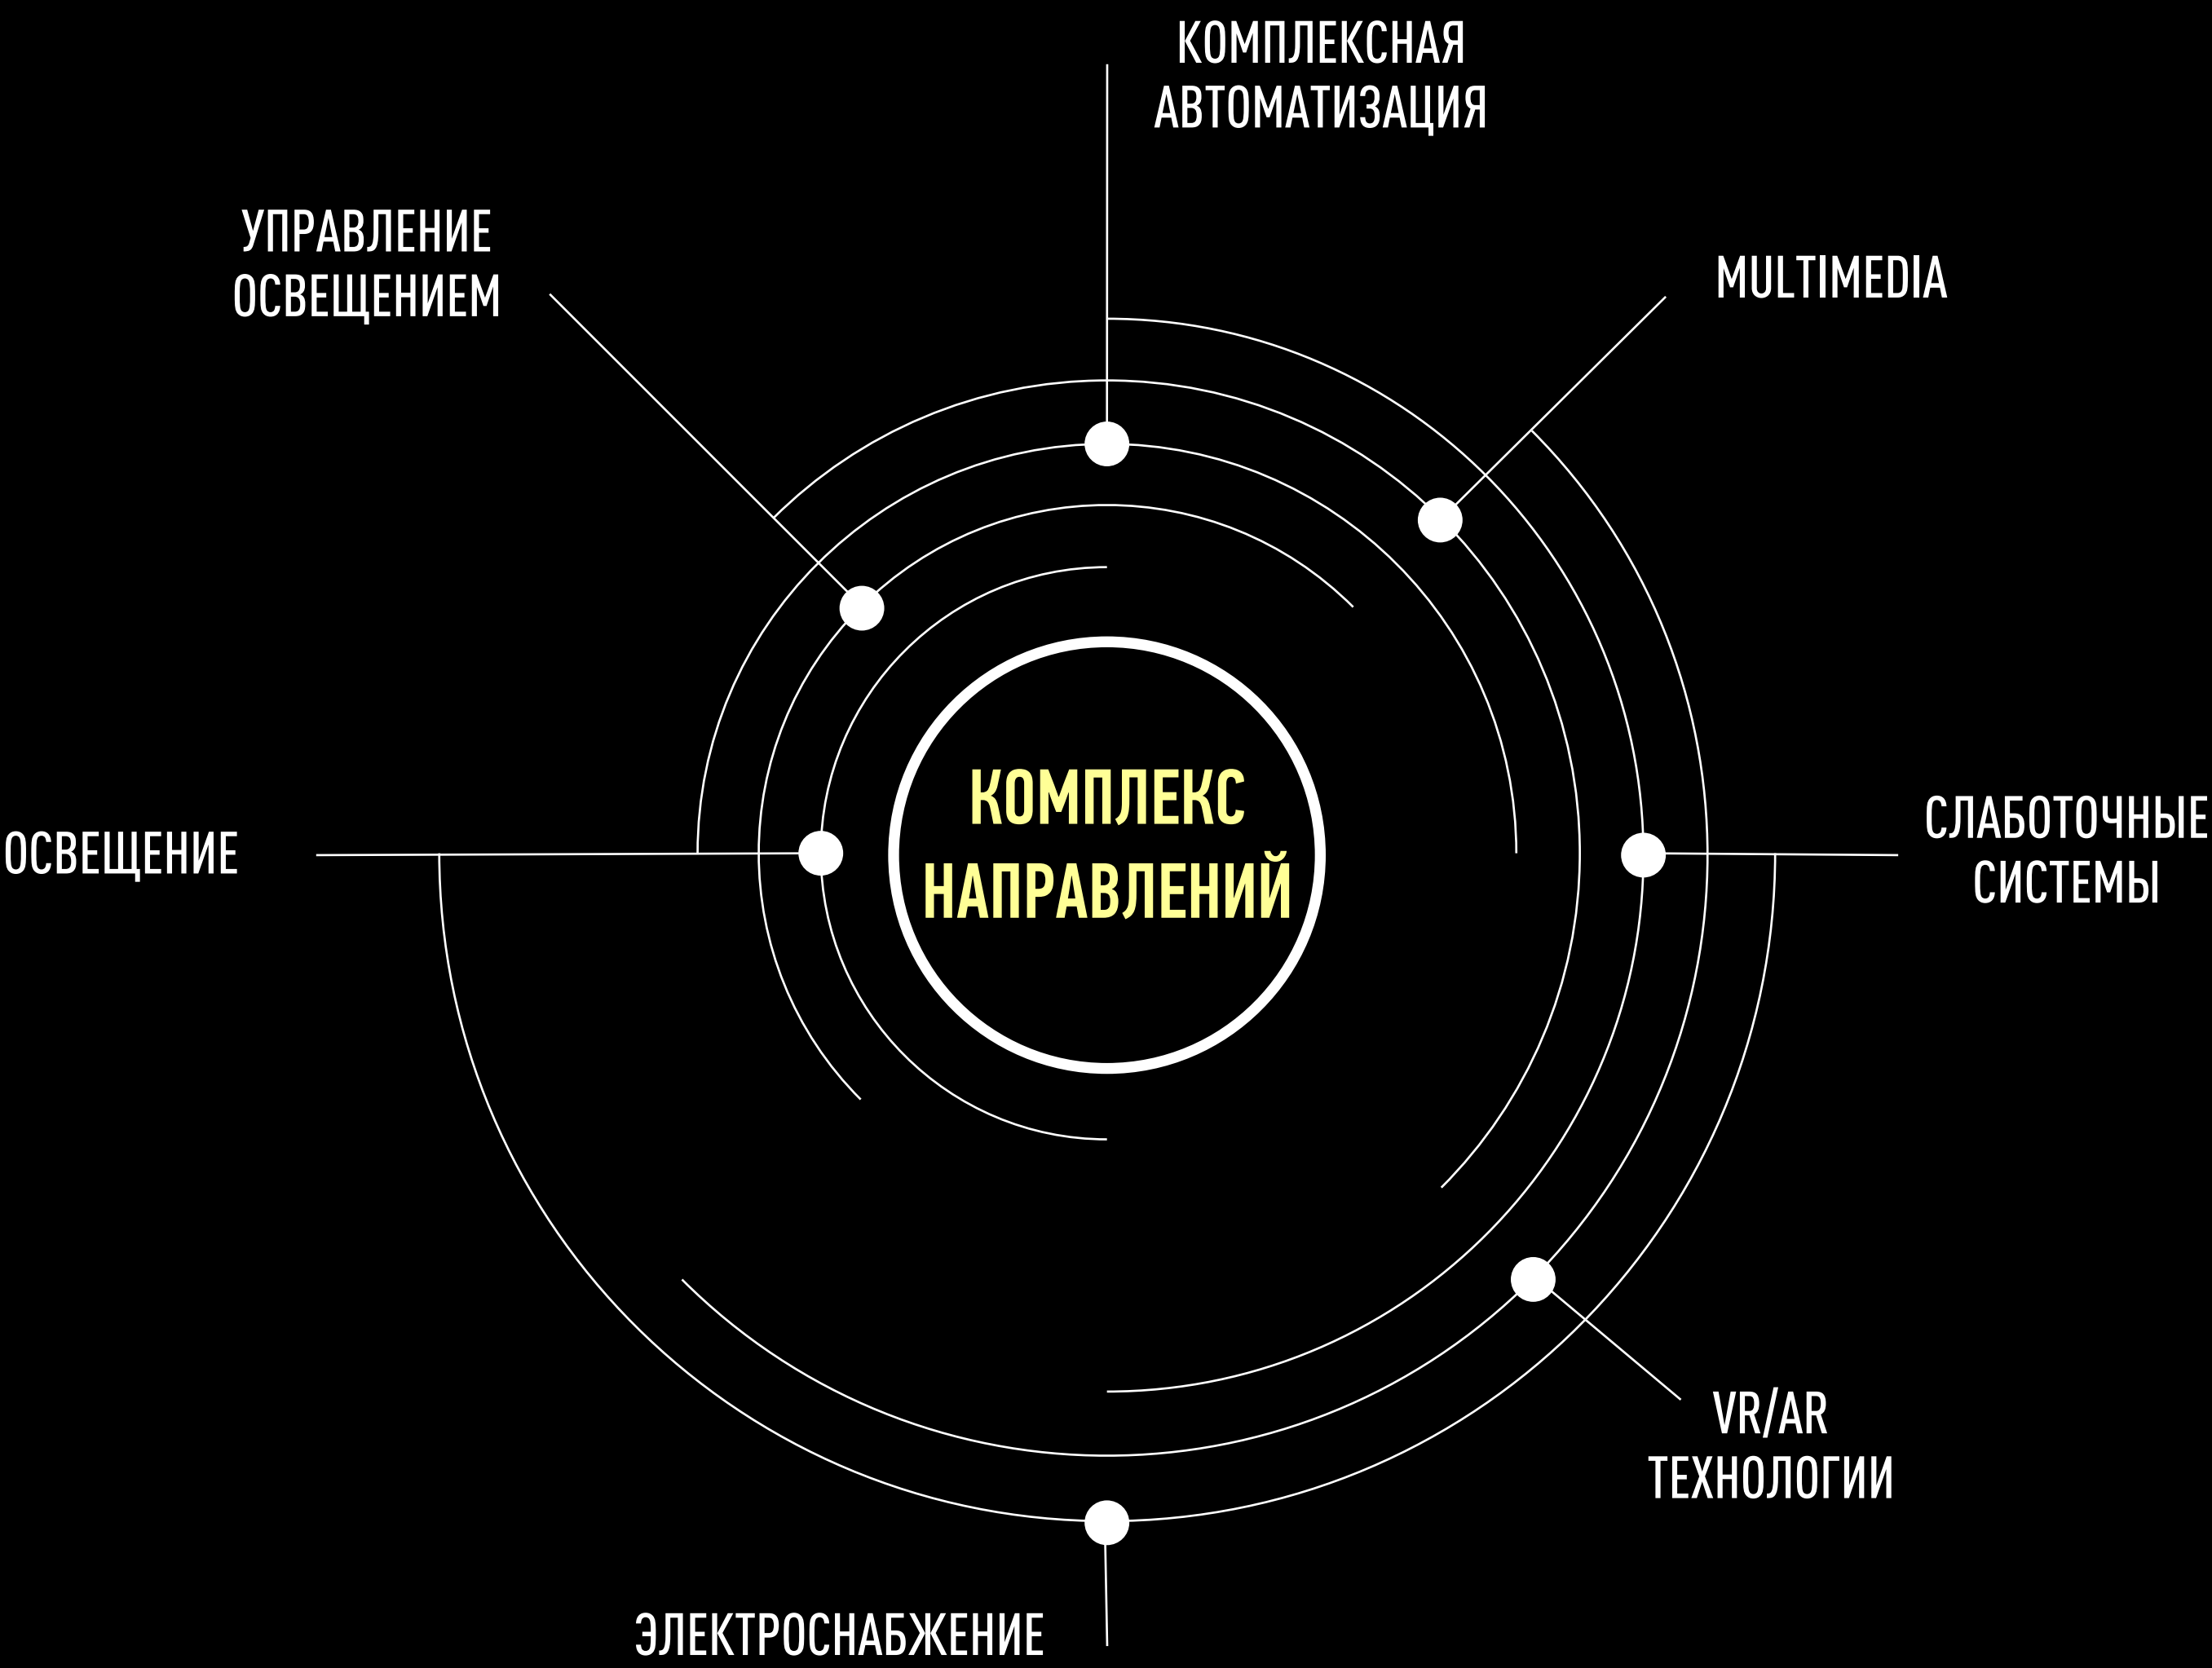 КОМПЛЕКСНАЯ
АВТОМАТИЗАЦИЯ
УПРАВЛЕНИЕ
ОСВЕЩЕНИЕМ
MULTIMEDIA
КОМПЛЕКС
НАПРАВЛЕНИЙ
ОСВЕЩЕНИЕ
СЛАБОТОЧНЫЕ
СИСТЕМЫ
VR/AR
ТЕХНОЛОГИИ
ЭЛЕКТРОСНАБЖЕНИЕ